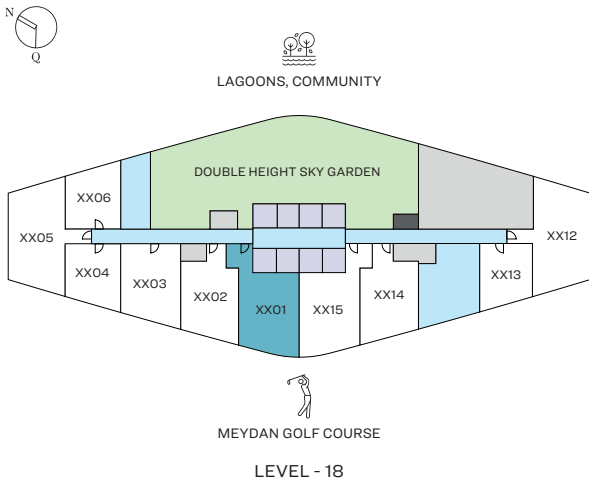 N
Q
LAGOONS, COMMUNITY
DOUBLE HEIGHT SKY GARDEN
XX06
XX05
XX12
XX04
XX13
XX03
XX02
XX14
XX01
XX15
MEYDAN GOLF COURSE
LEVEL - 18